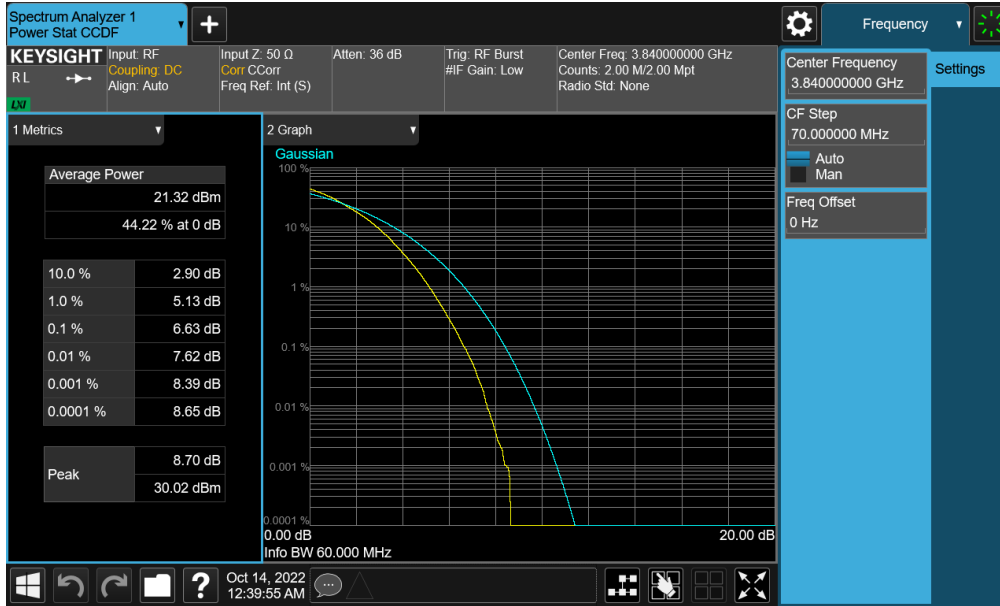 Spectrum Analyzer 1
Power Stat CCDF
Frequency
KEYSIGHT
R L
LXI
Input: RF
Coupling: DC
Align: Auto
Input Z: 50 Ω
Corr CCorr
Freq Ref: Int (S)
Atten: 36 dB
Trig: RF Burst
#IF Gain: Low
Center Freq: 3.840000000 GHz
Counts: 2.00 M/2.00 Mpt
Radio Std: None
Center Frequency
3.840000000 GHz
Settings
CF Step
70.000000 MHz
Auto
Man
Freq Offset
0 Hz
1 Metrics
Average Power
21.32 dBm
44.22 % at 0 dB
10.0 % 2.90 dB
1.0 % 5.13 dB
0.1 % 6.63 dB
0.01 % 7.62 dB
0.001 % 8.39 dB
0.0001 % 8.65 dB
Peak
8.70 dB
30.02 dBm
2 Graph
Gaussian
100 %
10 %
1 %
0.1 %
0.01 %
0.001 %
0.0001 %
0.00 dB 20.00 dB
Info BW 60.000 MHz
?
Oct 14, 2022
12:39:55 AM